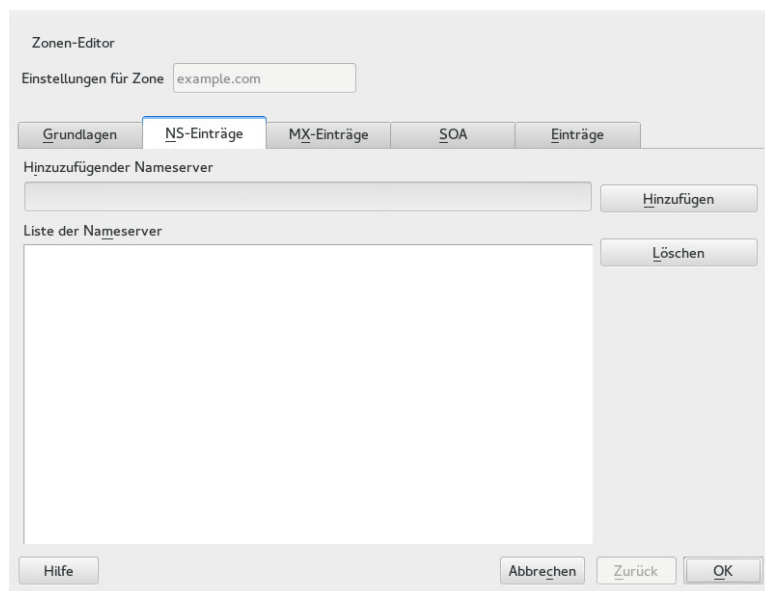 Zonen-Editor
Einstellungen für Zone example.com
Grundlagen NS-Einträge MX-Einträge SOA Einträge
Hinzuzufügender Nameserver
Hinzufügen
Liste der Nameserver
Löschen
Hilfe Abbrechen Zurück OK